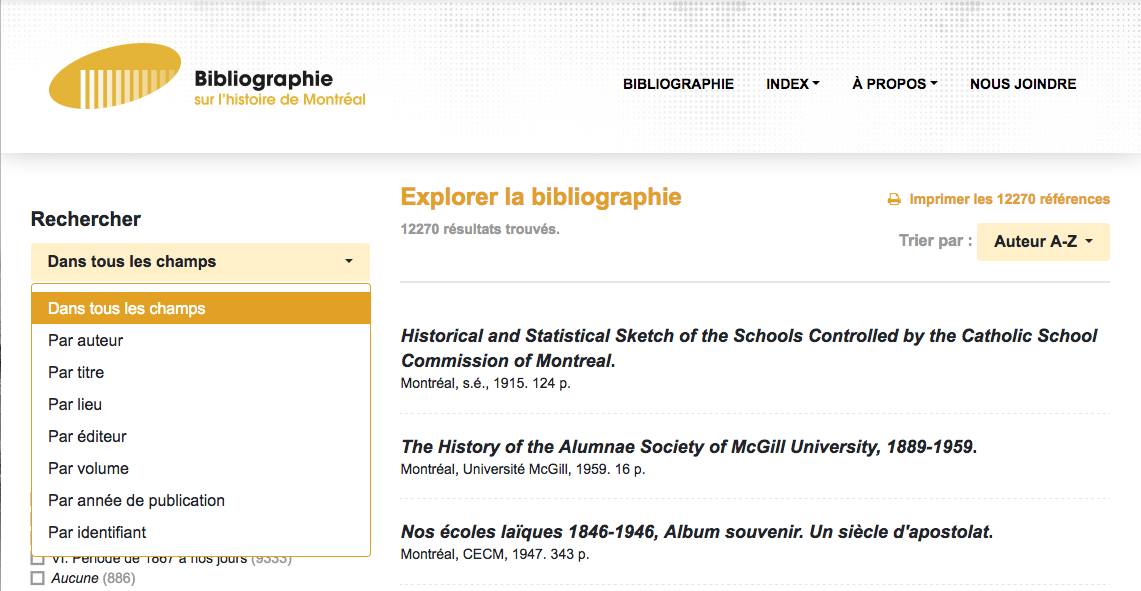 Bibliographie
sur l'histoire de Montréal
BIBLIOGRAPHIE
INDEX
À PROPOS
NOUS JOINDRE
Rechercher
Dans tous les champs
Dans tous les champs
Par auteur
Par titre
Par lieu
Par éditeur
Par volume
Par année de publication
Par identifiant
VI. Période de 1867 à nos jours (9333)
Aucune (886)
Explorer la bibliographie
12270 résultats trouvés.
Imprimer les 12270 références
Trier par :
Auteur A-Z
Historical and Statistical Sketch of the Schools Controlled by the Catholic School
Commission of Montreal.
Montréal, s.é., 1915. 124 p.
The History of the Alumnae Society of McGill University, 1889-1959.
Montréal, Université McGill, 1959. 16 p.
Nos écoles laïques 1846-1946, Album souvenir. Un siècle d'apostolat.
Montréal, CECM, 1947. 343 p.